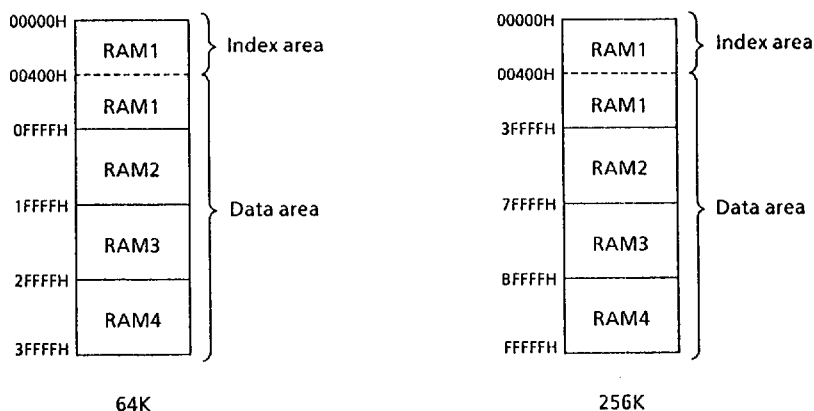 00000H
RAM1
Index area
00400H
RAM1
0FFFFH
RAM2
1FFFFH
Data area
RAM3
2FFFFH
RAM4
3FFFFH
64K
00000H
RAM1
Index area
00400H
RAM1
3FFFFH
RAM2
7FFFFH
Data area
RAM3
BFFFFH
RAM4
FFFFFH
256K